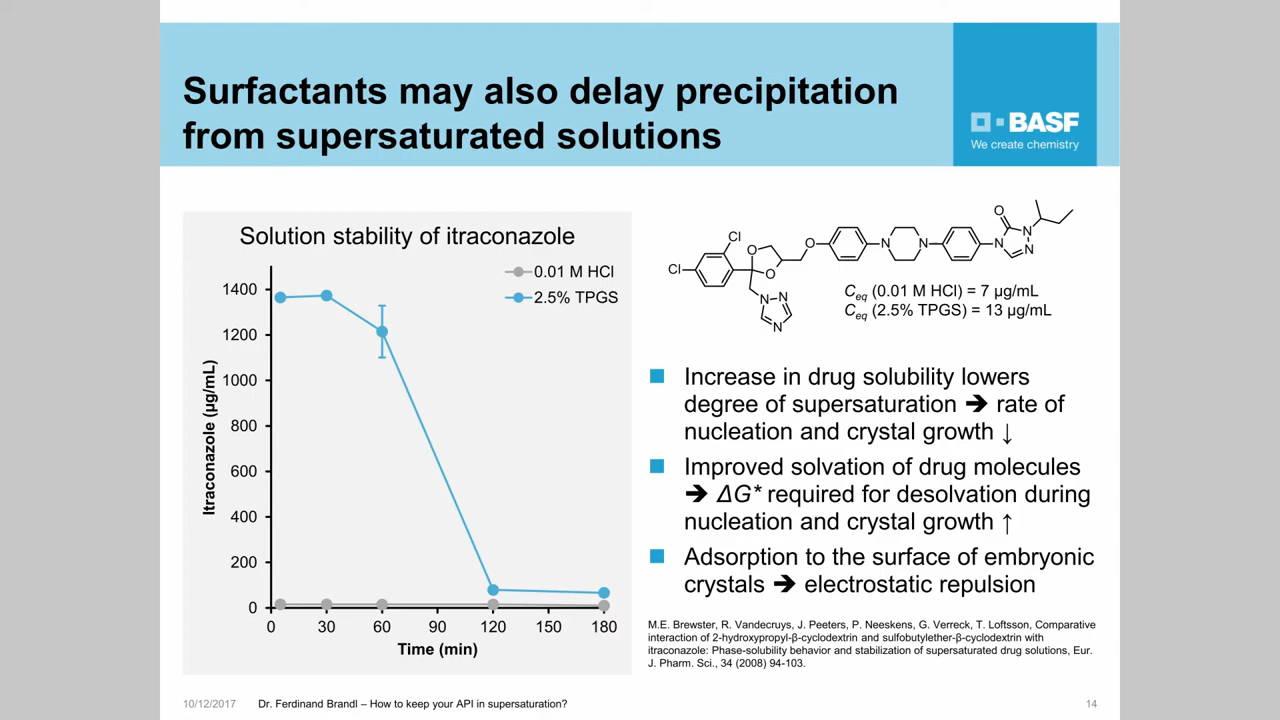 Surfactants may also delay precipitation
from supersaturated solutions
BASF
We create chemistry
Solution stability of itraconazole
0.01 M HCl
2.5% TPGS
1400
1200
1000
800
600
400
200
0
0 30 60 90 120 150 180
Itraconazole (µg/mL)
Time (min)
Cl
Cl
O
O
O
N
N
N
N
N
N
O
N
N
N
Ceq (0.01 M HCl) = 7 µg/mL
Ceq (2.5% TPGS) = 13 µg/mL
■ Increase in drug solubility lowers
degree of supersaturation ➔ rate of
nucleation and crystal growth ↓
■ Improved solvation of drug molecules
➔ ΔG* required for desolvation during
nucleation and crystal growth ↑
■ Adsorption to the surface of embryonic
crystals ➔ electrostatic repulsion
M.E. Brewster, R. Vandecruys, J. Peeters, P. Neeskens, G. Verreck, T. Loftsson, Comparative
interaction of 2-hydroxypropyl-β-cyclodextrin and sulfobutylether-β-cyclodextrin with
itraconazole: Phase-solubility behavior and stabilization of supersaturated drug solutions, Eur.
J. Pharm. Sci., 34 (2008) 94-103.
10/12/2017 Dr. Ferdinand Brandl – How to keep your API in supersaturation? 14